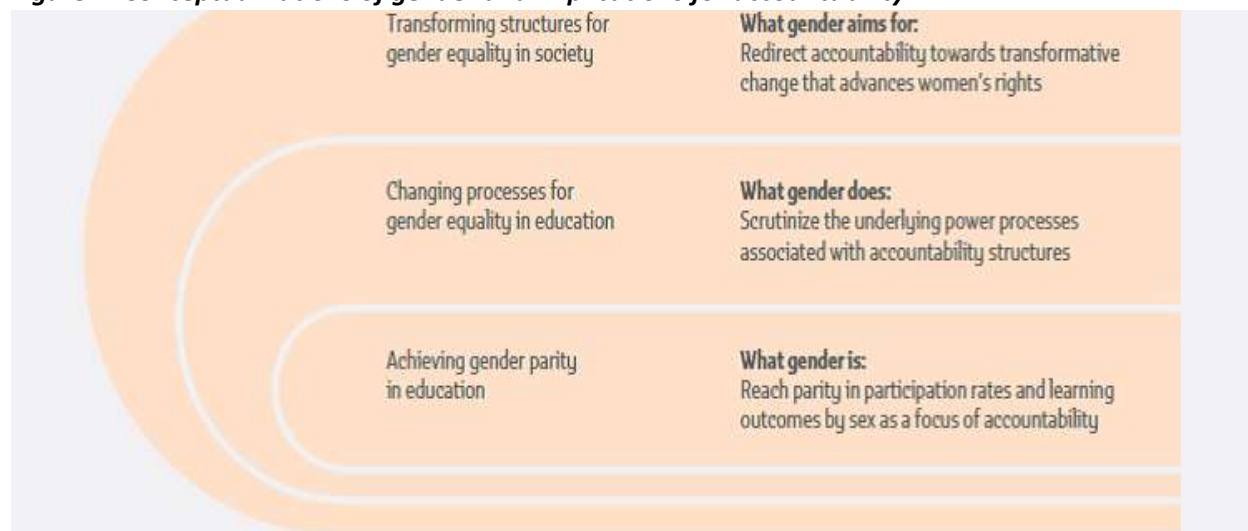 Transforming structures for
gender equality in society
What gender aims for:
Redirect accountability towards transformative
change that advances women's rights
Changing processes for
gender equality in education
What gender does:
Scrutinize the underlying power processes
associated with accountability structures
Achieving gender parity
in education
What gender is:
Reach parity in participation rates and learning
outcomes by sex as a focus of accountability